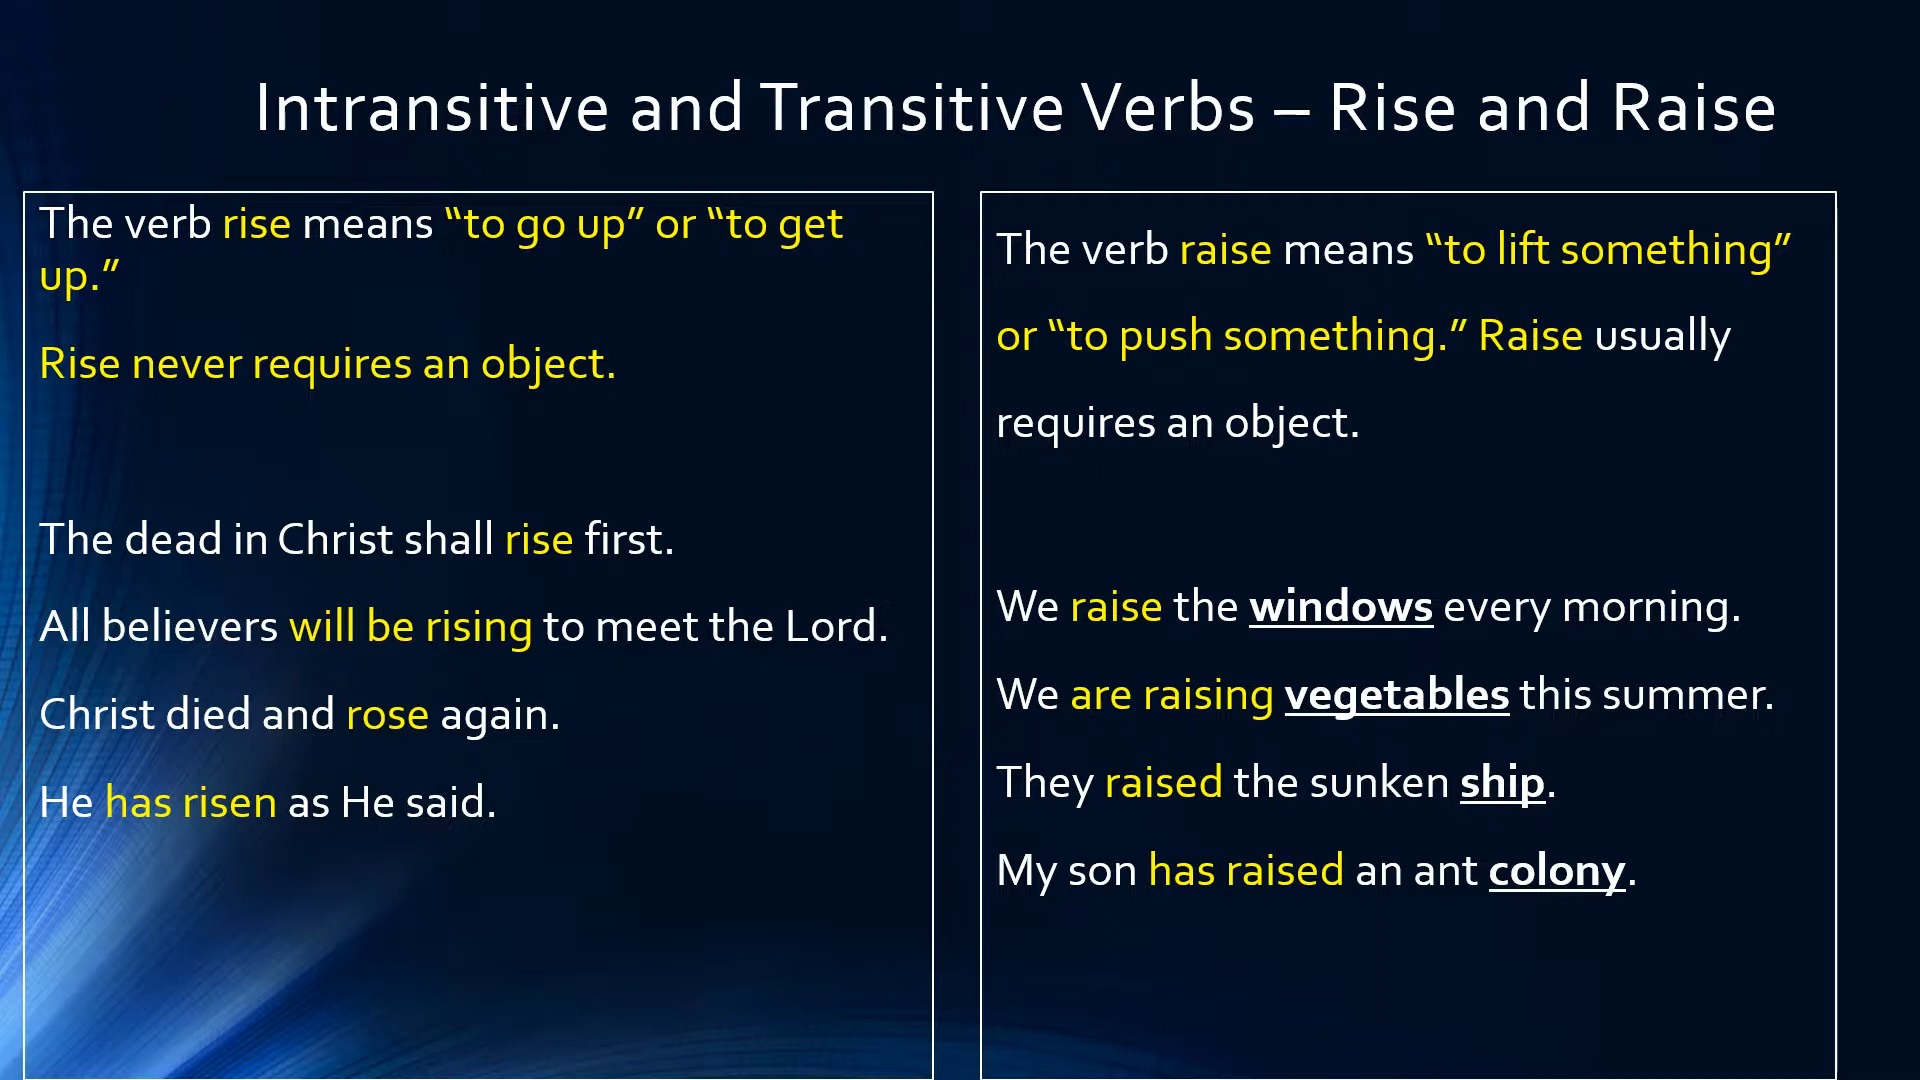 Intransitive and Transitive Verbs – Rise and Raise
The verb rise means “to go up” or “to get
up.”
Rise never requires an object.
The dead in Christ shall rise first.
All believers will be rising to meet the Lord.
Christ died and rose again.
He has risen as He said.
The verb raise means “to lift something”
or “to push something.” Raise usually
requires an object.
We raise the windows every morning.
We are raising vegetables this summer.
They raised the sunken ship.
My son has raised an ant colony.